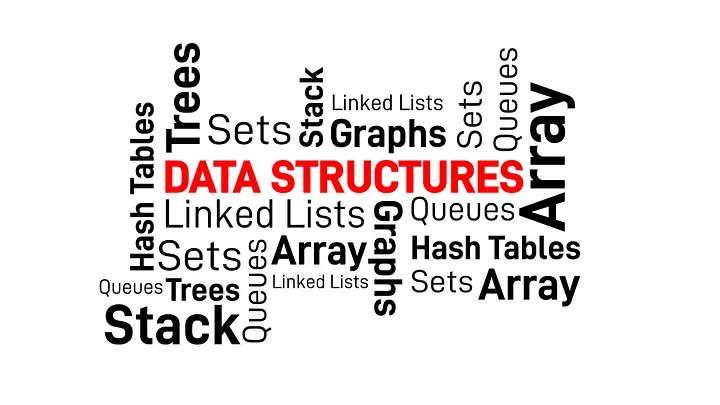 Trees
Stack
Linked Lists
Sets
Queues
Array
Hash Tables
Sets
Graphs
DATA STRUCTURES
Linked Lists
Graphs
Queues
Sets
Queues
Array
Hash Tables
Queues
Trees
Linked Lists
Sets
Array
Stack